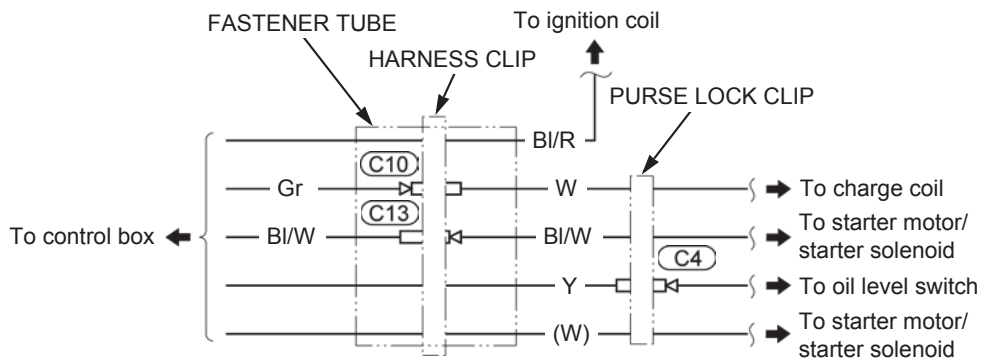 FASTENER TUBE
To ignition coil
HARNESS CLIP
PURSE LOCK CLIP
Bl/R
C10
Gr
W
To charge coil
C13
To control box
Bl/W
Bl/W
To starter motor/
starter solenoid
C4
Y
To oil level switch
(W)
To starter motor/
starter solenoid